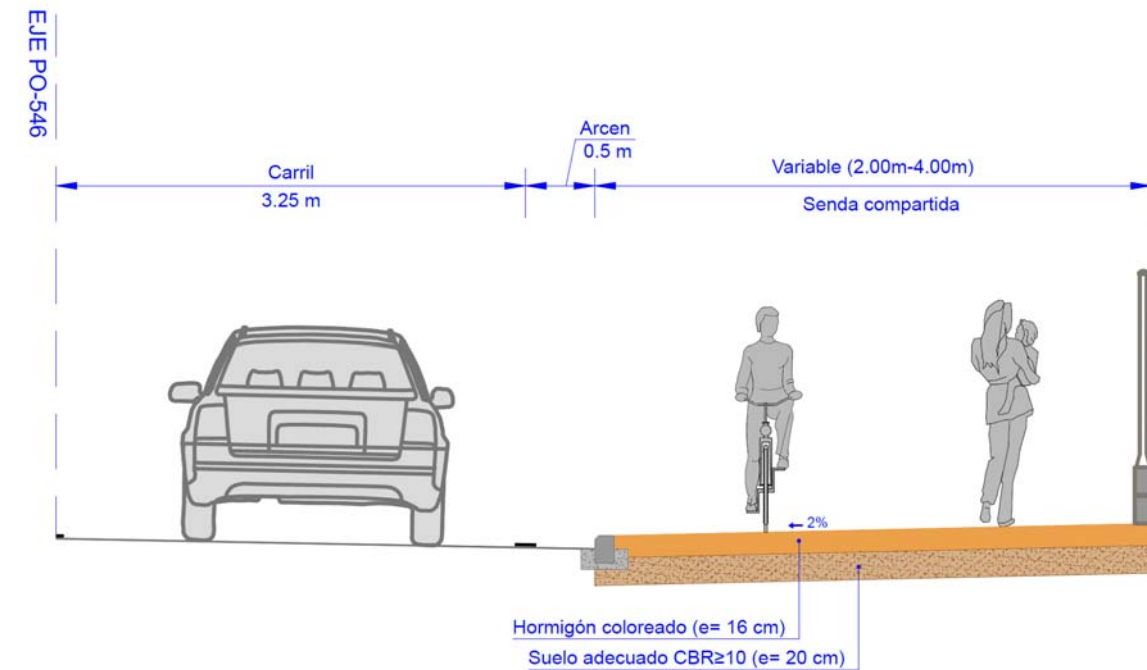 EJE PO-546
Arcen
0.5 m
Carril
3.25 m
Variable (2.00m-4.00m)
Senda compartida
2%
Hormigón coloreado (e= 16 cm)
Suelo adecuado CBR≥10 (e= 20 cm)